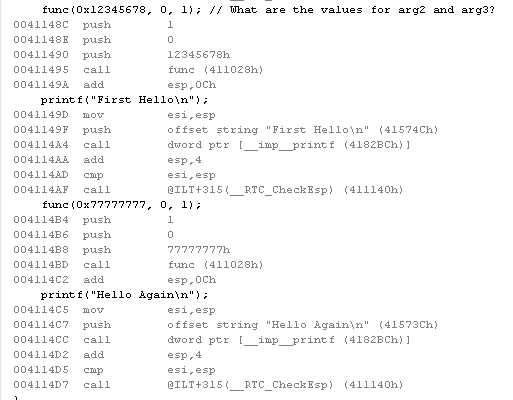 func(0x12345678, 0, 1); // What are the values for arg2 and arg3?
0041148C push 1
0041148E push 0
00411490 push 12345678h
00411495 call func (411028h)
0041149A add esp,0Ch
printf("First Hello\n");
0041149D mov esi,esp
0041149F push offset string "First Hello\n" (41574Ch)
004114A4 call dword ptr [__imp__printf (4182BCh)]
004114AA add esp,4
004114AD cmp esi,esp
004114AF call @ILT+315(__RTC_CheckEsp) (411140h)
func(0x77777777, 0, 1);
004114B4 push 1
004114B6 push 0
004114B8 push 77777777h
004114BD call func (411028h)
004114C2 add esp,0Ch
printf("Hello Again\n");
004114C5 mov esi,esp
004114C7 push offset string "Hello Again\n" (41573Ch)
004114CC call dword ptr [__imp__printf (4182BCh)]
004114D2 add esp,4
004114D5 cmp esi,esp
004114D7 call @ILT+315(__RTC_CheckEsp) (411140h)